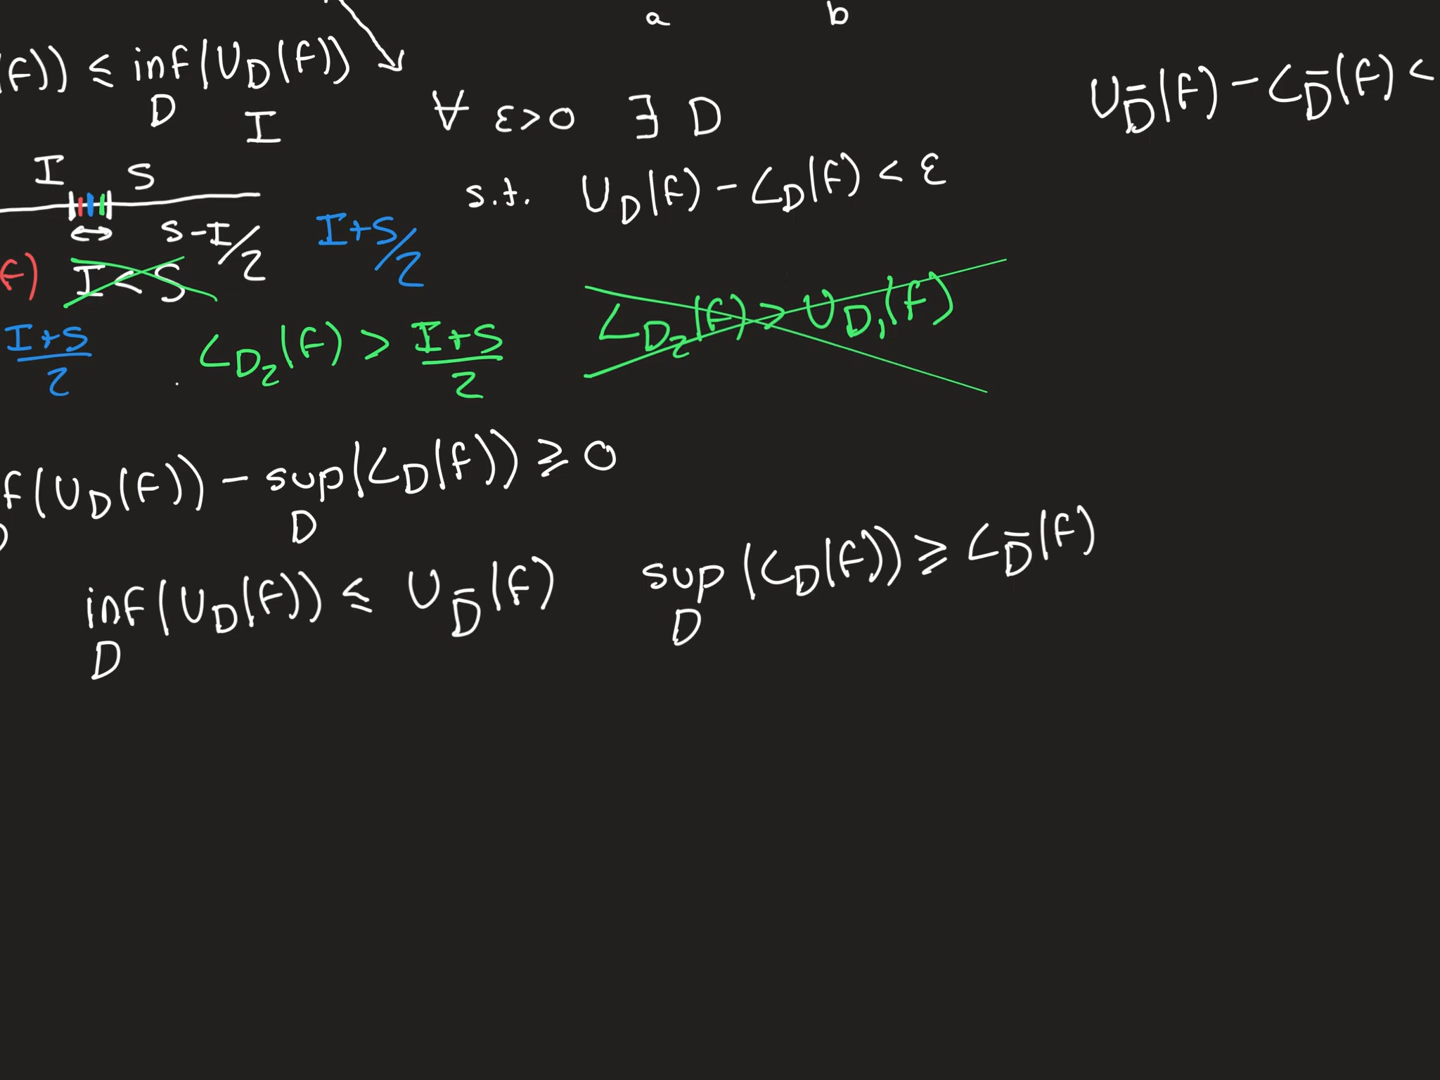 a b
(f)) ≤ inf(U_D(f))
D
I
∀ ε>0 ∃ D
U_D̄(f) - L_D̄(f) <
I S
s.t. U_D(f) - L_D(f) < ε
S-I/2 I+S/2
f) I < S
L_D₂(f) > U_D₁(f)
I+S/2 L_D₂(f) > I+S/2
f(U_D(f)) - sup(L_D(f)) ≥ 0
D
inf(U_D(f)) ≤ U_D̄(f) sup(L_D(f)) ≥ L_D̄(f)
D D